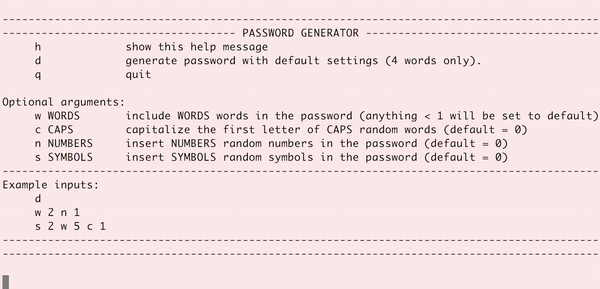 ------------------------------------------------------------------------------------------
------------------------------------ PASSWORD GENERATOR ------------------------------------
h show this help message
d generate password with default settings (4 words only).
q quit
Optional arguments:
w WORDS include WORDS words in the password (anything < 1 will be set to default)
c CAPS capitalize the first letter of CAPS random words (default = 0)
n NUMBERS insert NUMBERS random numbers in the password (default = 0)
s SYMBOLS insert SYMBOLS random symbols in the password (default = 0)
------------------------------------------------------------------------------------------
Example inputs:
d
w 2 n 1
s 2 w 5 c 1
------------------------------------------------------------------------------------------
------------------------------------------------------------------------------------------